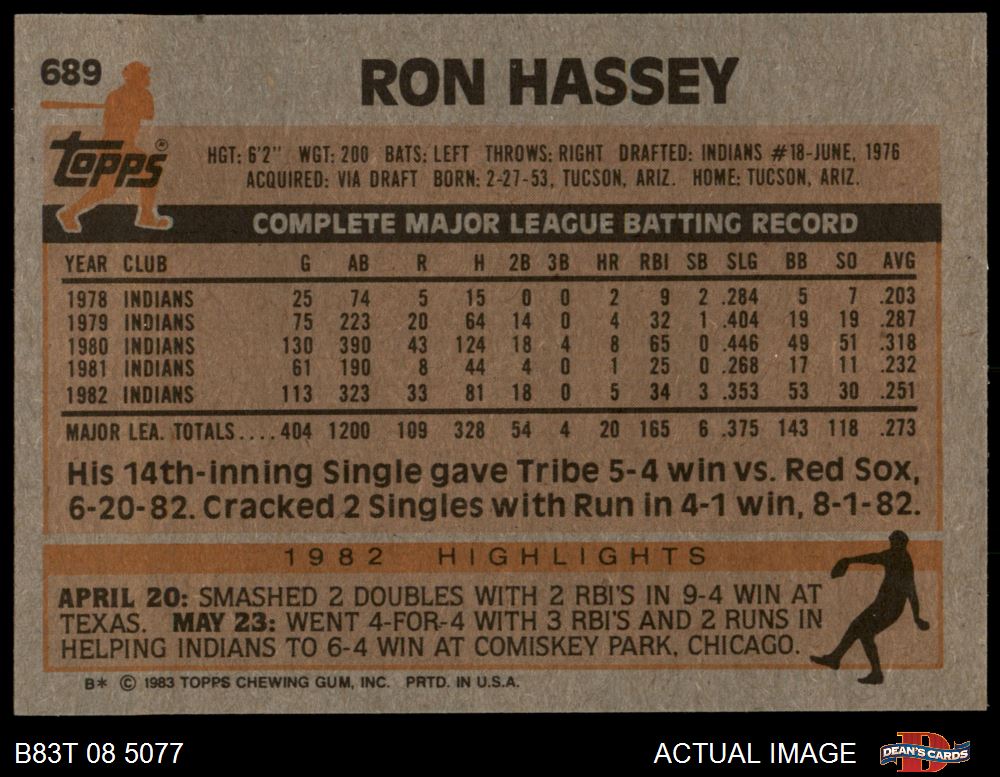 689
RON HASSEY
Topps®
HGT: 6'2" WGT: 200 BATS: LEFT THROWS: RIGHT DRAFTED: INDIANS #18-JUNE, 1976
ACQUIRED: VIA DRAFT BORN: 2-27-53, TUCSON, ARIZ. HOME: TUCSON, ARIZ.
COMPLETE MAJOR LEAGUE BATTING RECORD
YEAR CLUB G AB R H 2B 3B HR RBI SB SLG BB SO AVG
1978 INDIANS 25 74 5 15 0 0 2 9 2 .284 5 7 .203
1979 INDIANS 75 223 20 64 14 0 4 32 1 .404 19 19 .287
1980 INDIANS 130 390 43 124 18 4 8 65 0 .446 49 51 .318
1981 INDIANS 61 190 8 44 4 0 1 25 0 .268 17 11 .232
1982 INDIANS 113 323 33 81 18 0 5 34 3 .353 53 30 .251
MAJOR LEA. TOTALS....404 1200 109 328 54 4 20 165 6 .375 143 118 .273
His 14th-inning Single gave Tribe 5-4 win vs. Red Sox,
6-20-82. Cracked 2 Singles with Run in 4-1 win, 8-1-82.
1982 HIGHLIGHTS
APRIL 20: SMASHED 2 DOUBLES WITH 2 RBI'S IN 9-4 WIN AT
TEXAS. MAY 23: WENT 4-FOR-4 WITH 3 RBI'S AND 2 RUNS IN
HELPING INDIANS TO 6-4 WIN AT COMISKEY PARK, CHICAGO.
B* © 1983 TOPPS CHEWING GUM, INC. PRTD. IN U.S.A.
B83T 08 5077 ACTUAL IMAGE DEAN'S CARDS